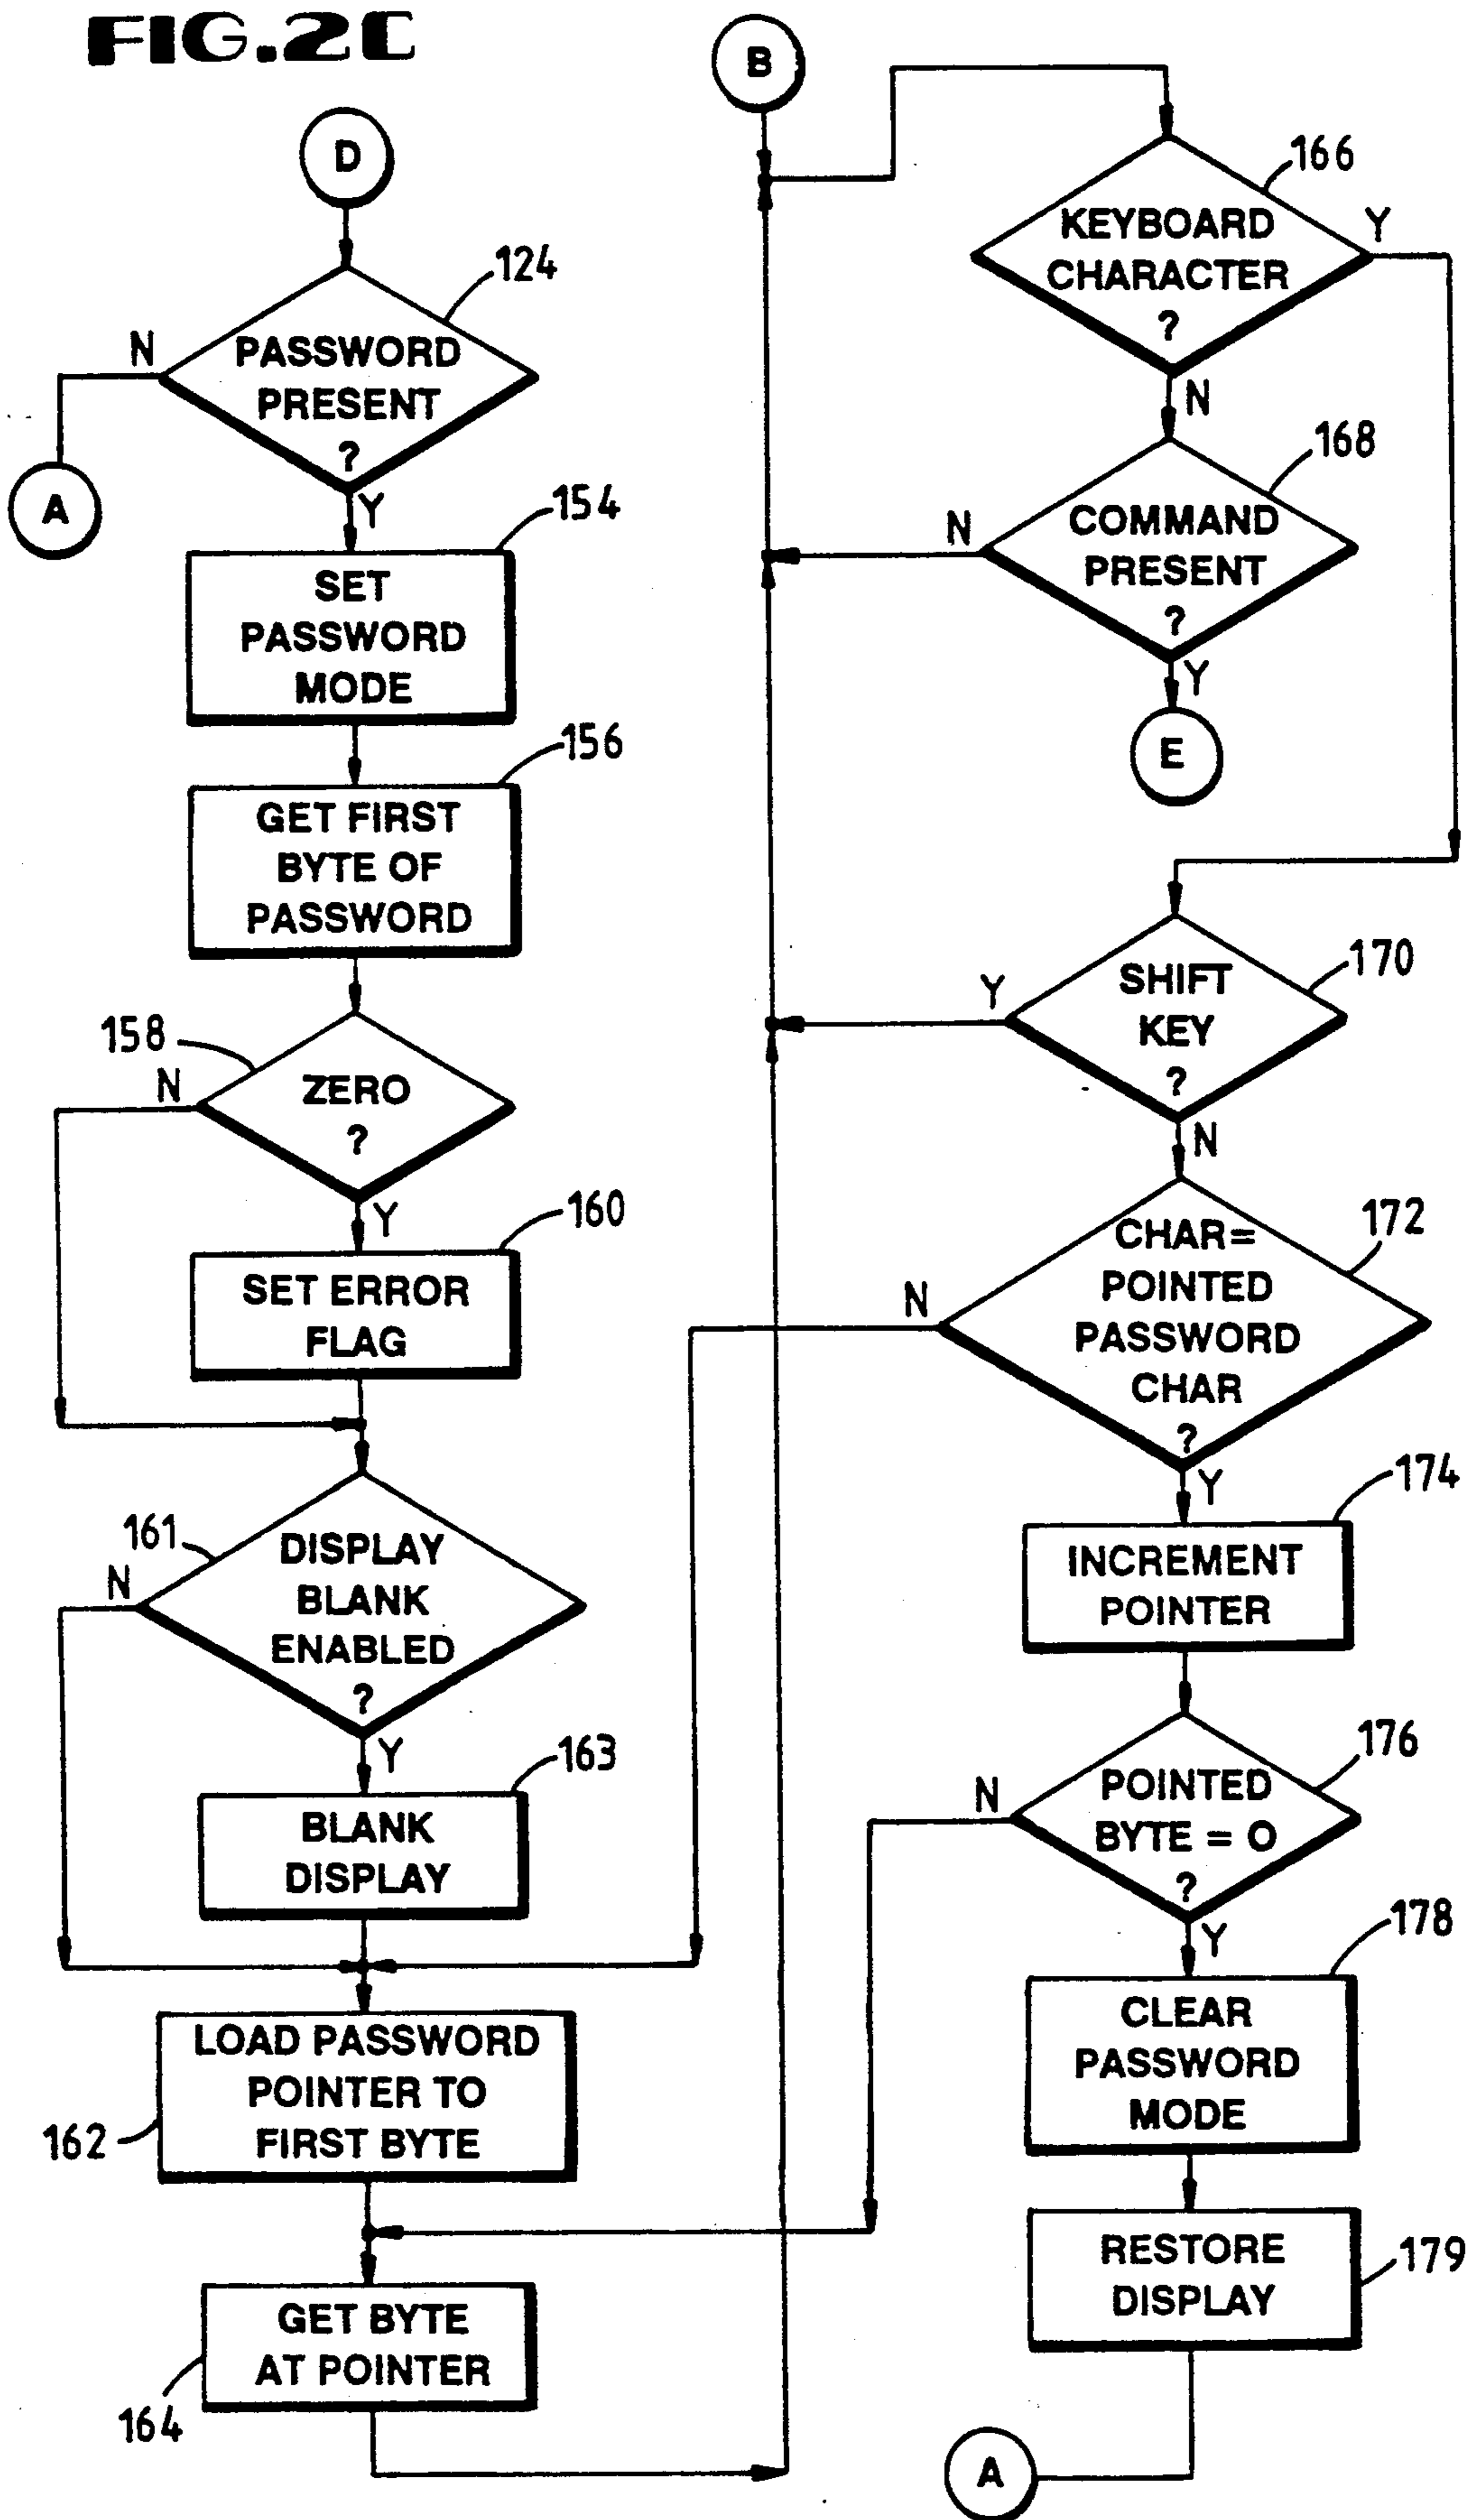 FIG.2C
D
124
N
PASSWORD
PRESENT
?
A
Y
154
SET
PASSWORD
MODE
156
GET FIRST
BYTE OF
PASSWORD
158
N
ZERO
?
Y
160
SET ERROR
FLAG
161
N
DISPLAY
BLANK
ENABLED
?
Y
163
BLANK
DISPLAY
LOAD PASSWORD
POINTER TO
FIRST BYTE
162
GET BYTE
AT POINTER
164
B
166
KEYBOARD
CHARACTER
?
Y
N
168
COMMAND
PRESENT
?
N
Y
E
170
SHIFT
KEY
?
Y
N
172
CHAR=
POINTED
PASSWORD
CHAR
?
N
Y
174
INCREMENT
POINTER
176
POINTED
BYTE = 0
?
N
Y
178
CLEAR
PASSWORD
MODE
RESTORE
DISPLAY
179
A